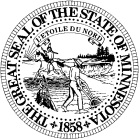 THE GREAT SEAL OF THE STATE OF MINNESOTA
L'ETOILE DU NORD
1858